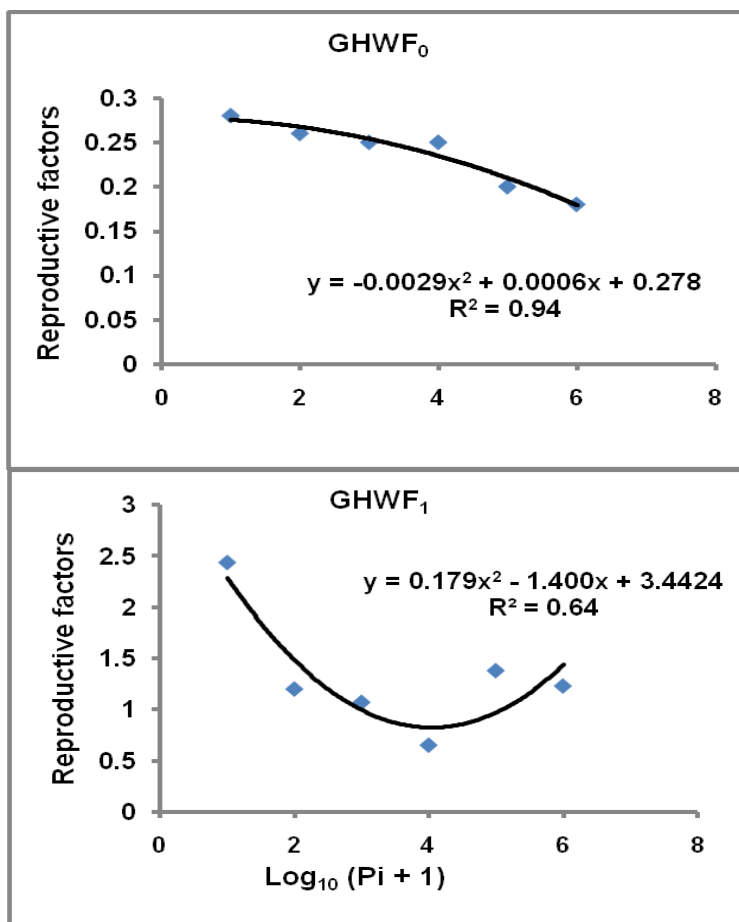 GHWF₀
Reproductive factors
0.3
0.25
0.2
0.15
0.1
0.05
0
y = -0.0029x² + 0.0006x + 0.278
R² = 0.94
0 2 4 6 8
GHWF₁
Reproductive factors
3
2.5
2
1.5
1
0.5
0
y = 0.179x² - 1.400x + 3.4424
R² = 0.64
0 2 4 6 8
Log₁₀ (Pi + 1)